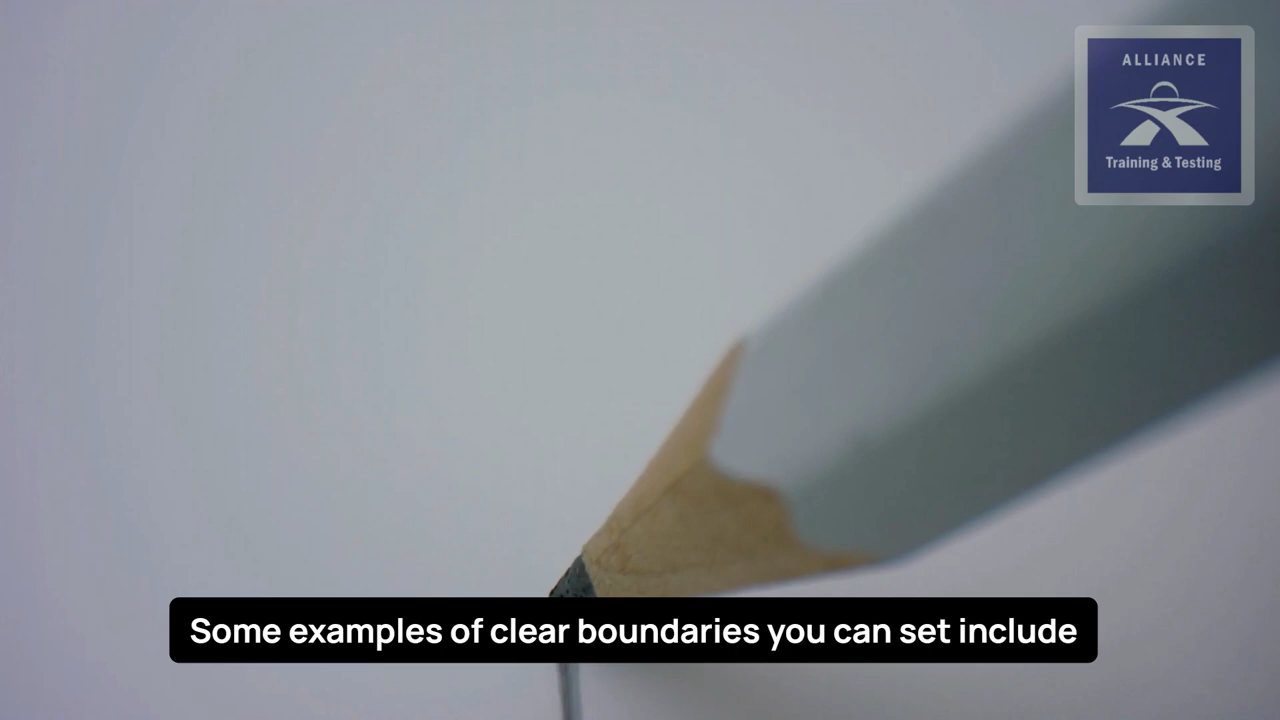 ALLIANCE
Training & Testing
Some examples of clear boundaries you can set include